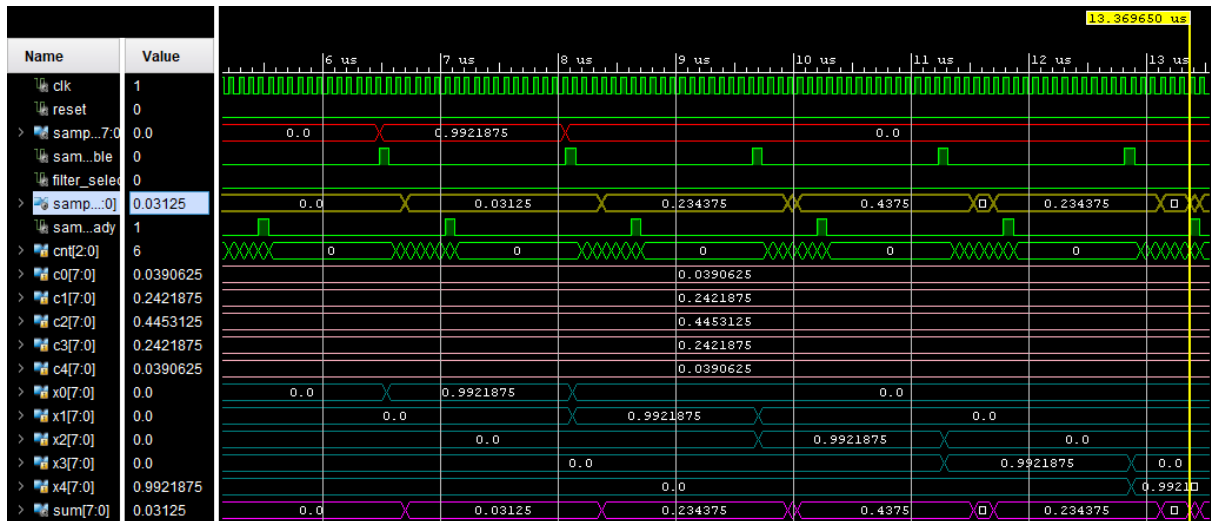 13.369650 us
Name Value 6 us 7 us 8 us 9 us 10 us 11 us 12 us 13 us
clk 1
reset 0
samp...7:0 0.0 0.0 0.9921875 0.0
sam...ble 0
filter_selec 0
samp...:0] 0.03125 0.0 0.03125 0.234375 0.4375 0.234375
sam...ady 1
cnt[2:0] 6 0 0 0 0 0
c0[7:0] 0.0390625 0.0390625
c1[7:0] 0.2421875 0.2421875
c2[7:0] 0.4453125 0.4453125
c3[7:0] 0.2421875 0.2421875
c4[7:0] 0.0390625 0.0390625
x0[7:0] 0.0 0.0 0.9921875 0.0
x1[7:0] 0.0 0.0 0.9921875 0.0
x2[7:0] 0.0 0.0 0.9921875 0.0
x3[7:0] 0.0 0.0 0.9921875 0.0
x4[7:0] 0.9921875 0.0 0.9921
sum[7:0] 0.03125 0.0 0.03125 0.234375 0.4375 0.234375